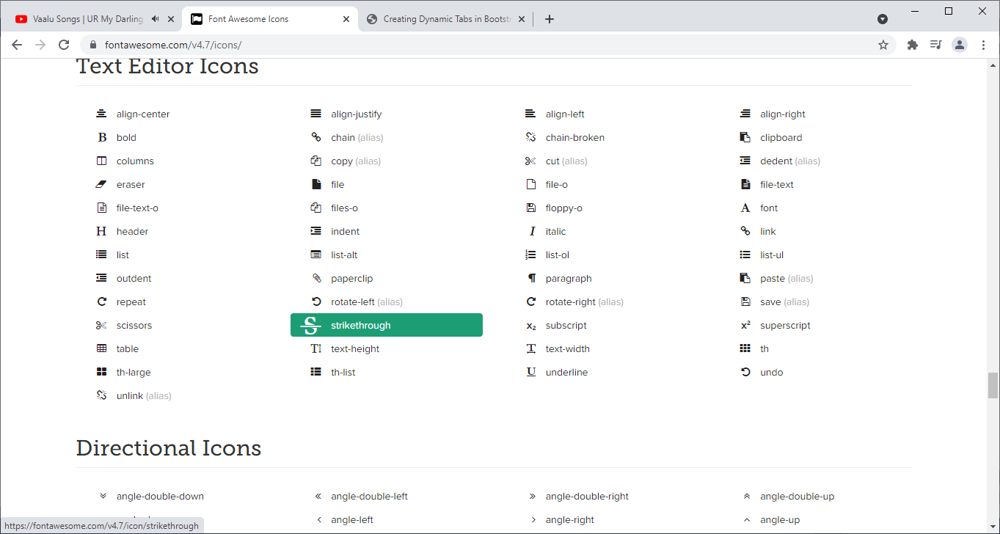 Vaalu Songs | UR My Darling
Font Awesome Icons
Creating Dynamic Tabs in Bootst
fontawesome.com/v4.7/icons/
Text Editor Icons
align-center align-justify align-left align-right
bold chain (alias) chain-broken clipboard
columns copy (alias) cut (alias) dedent (alias)
eraser file file-o file-text
file-text-o files-o floppy-o font
header indent italic link
list list-alt list-ol list-ul
outdent paperclip paragraph paste (alias)
repeat rotate-left (alias) rotate-right (alias) save (alias)
scissors strikethrough subscript superscript
table text-height text-width th
th-large th-list underline undo
unlink (alias)
Directional Icons
angle-double-down angle-double-left angle-double-right angle-double-up
angle-left angle-right angle-up
https://fontawesome.com/v4.7/icon/strikethrough